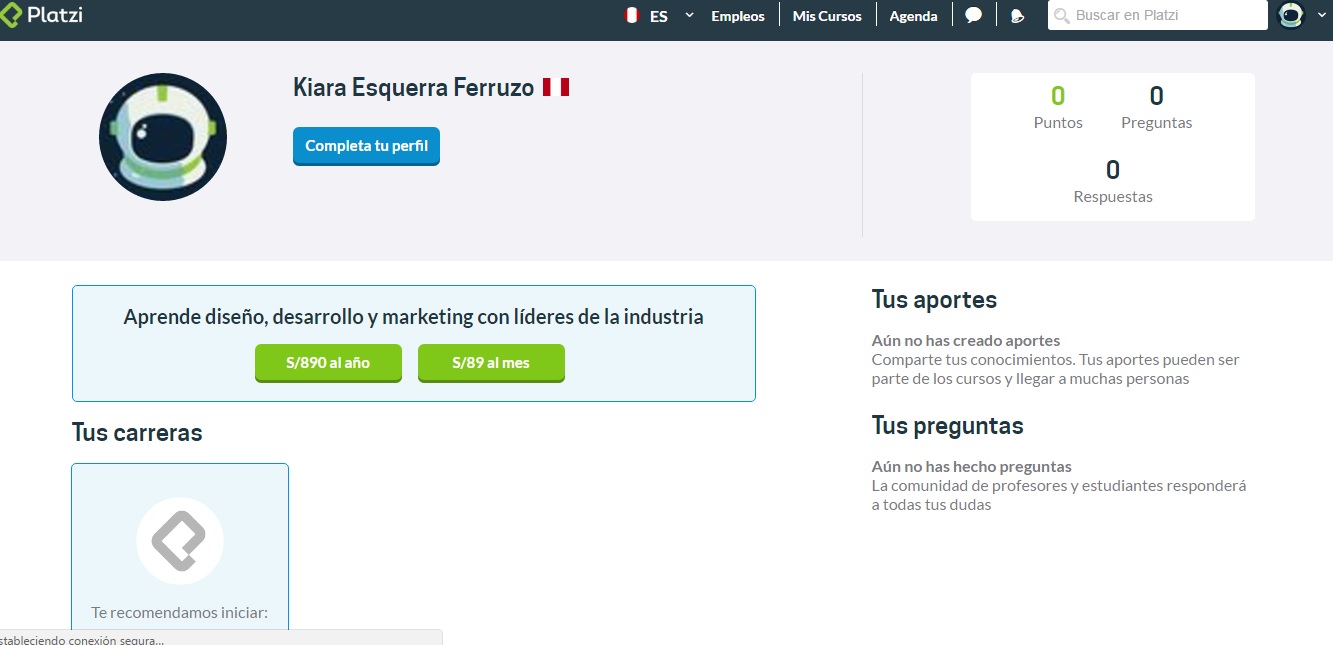 Platzi
ES
Empleos
Mis Cursos
Agenda
Buscar en Platzi
Kiara Esquerra Ferruzo
Completa tu perfil
0
Puntos
0
Preguntas
0
Respuestas
Aprende diseño, desarrollo y marketing con líderes de la industria
S/890 al año
S/89 al mes
Tus carreras
Te recomendamos iniciar:
Tus aportes
Aún no has creado aportes
Comparte tus conocimientos. Tus aportes pueden ser
parte de los cursos y llegar a muchas personas
Tus preguntas
Aún no has hecho preguntas
La comunidad de profesores y estudiantes responderá
a todas tus dudas
stableciendo conexión segura...